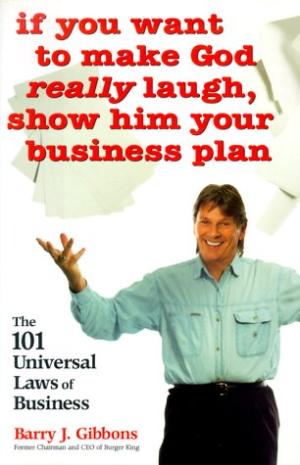 if you want
to make God
really laugh,
show him your
business plan
The
101
Universal
Laws of
Business
Barry J. Gibbons
Former Chairman and CEO of Burger King